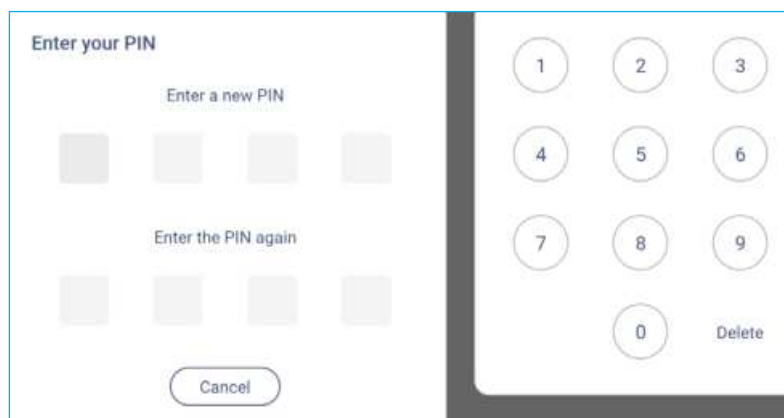 Enter your PIN
Enter a new PIN
Enter the PIN again
Cancel
1 2 3
4 5 6
7 8 9
0 Delete